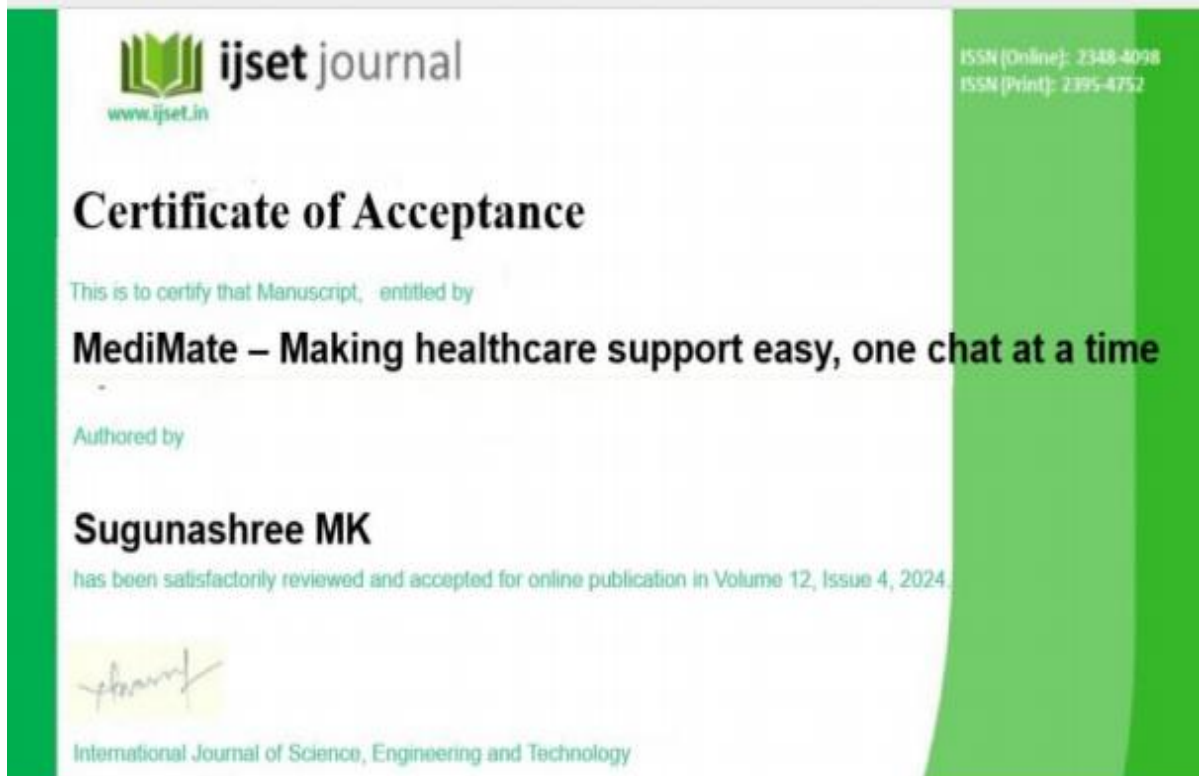 ijset journal
www.ijset.in
ISSN (Online): 2348-4098
ISSN (Print): 2395-4752
Certificate of Acceptance
This is to certify that Manuscript, entitled by
MediMate – Making healthcare support easy, one chat at a time
Authored by
Sugunashree MK
has been satisfactorily reviewed and accepted for online publication in Volume 12, Issue 4, 2024.
International Journal of Science, Engineering and Technology